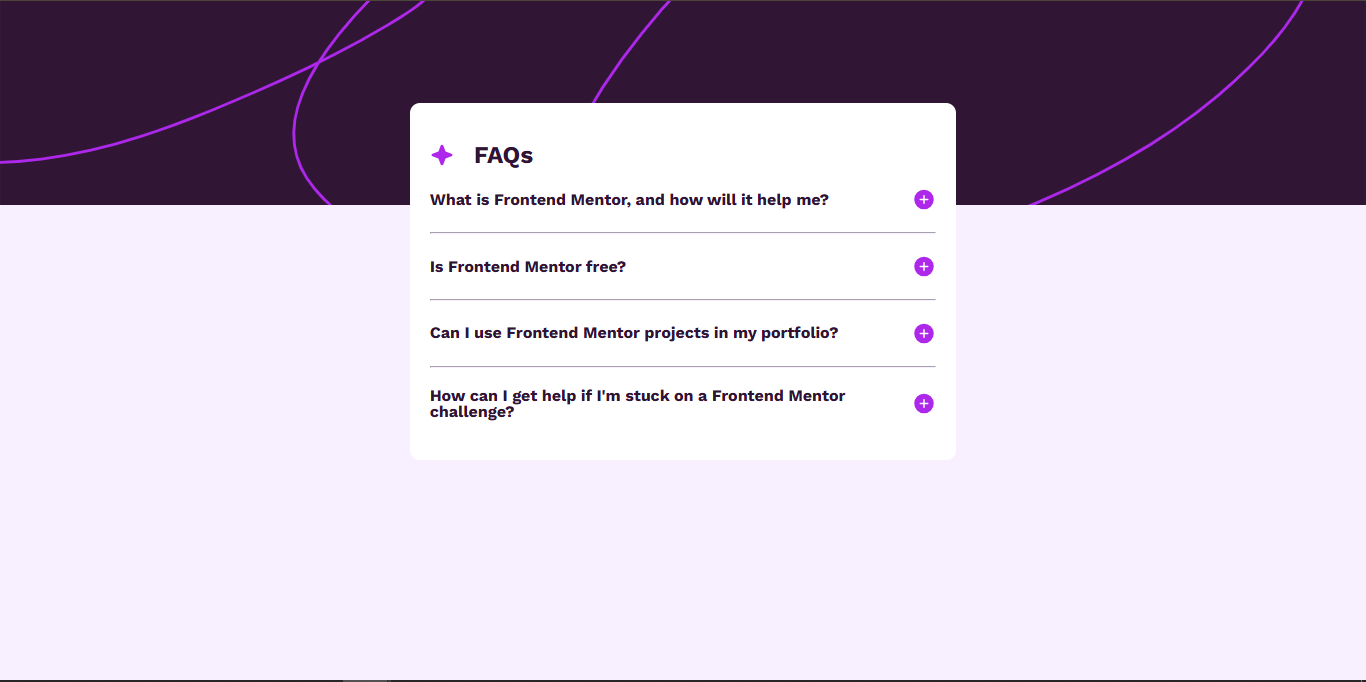 FAQs
What is Frontend Mentor, and how will it help me?
Is Frontend Mentor free?
Can I use Frontend Mentor projects in my portfolio?
How can I get help if I'm stuck on a Frontend Mentor
challenge?